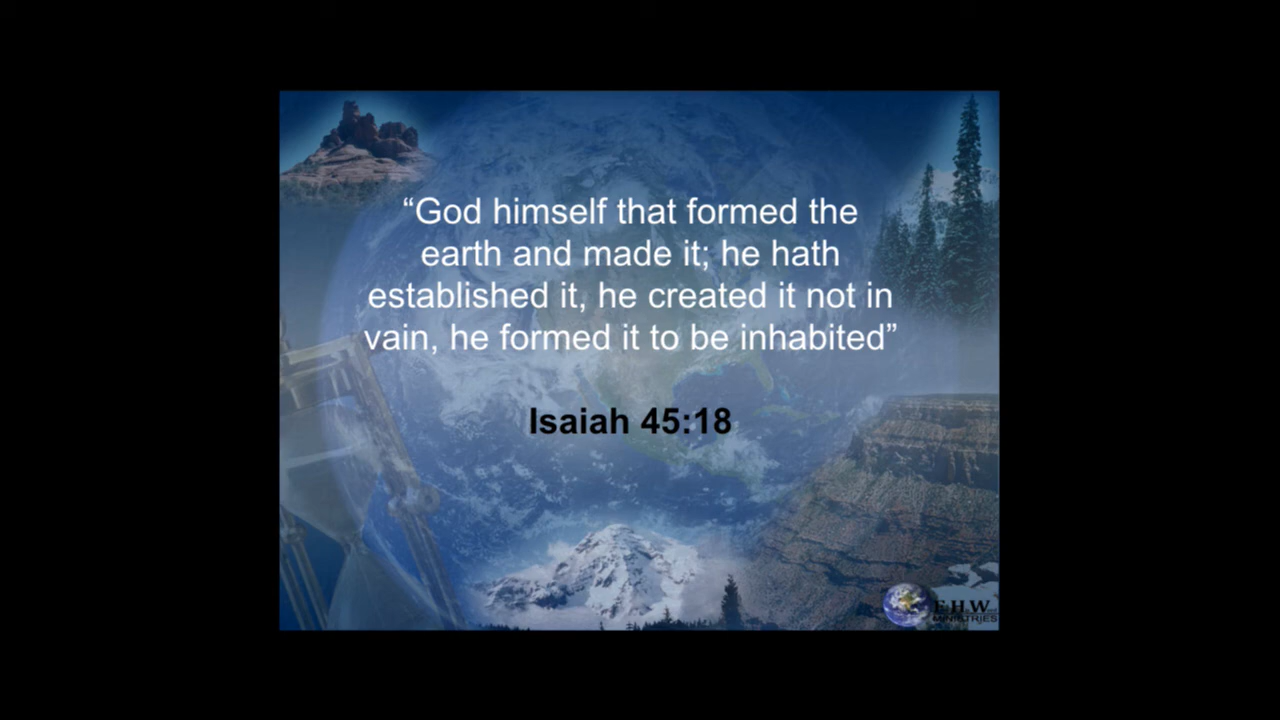 “God himself that formed the
earth and made it; he hath
established it, he created it not in
vain, he formed it to be inhabited”
Isaiah 45:18
E.H.W.
MINISTRIES